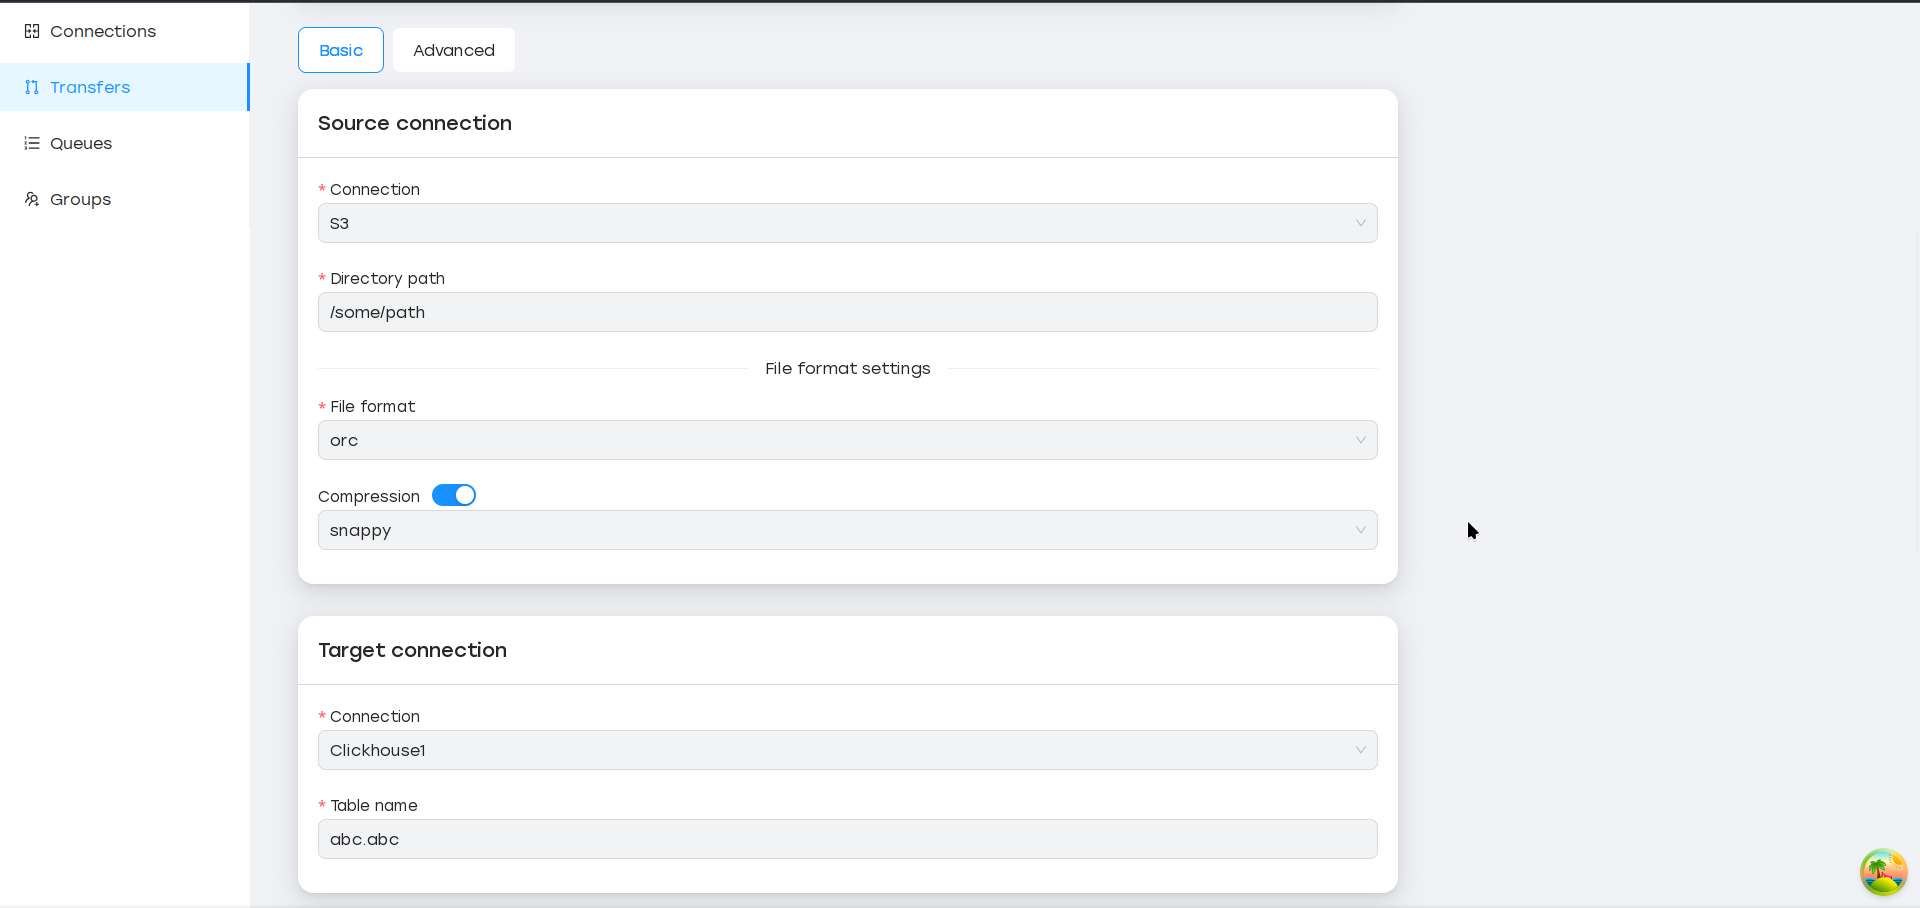 Connections
Transfers
Queues
Groups
Basic
Advanced
Source connection
* Connection
S3
* Directory path
/some/path
File format settings
* File format
orc
Compression
snappy
Target connection
* Connection
Clickhouse1
* Table name
abc.abc